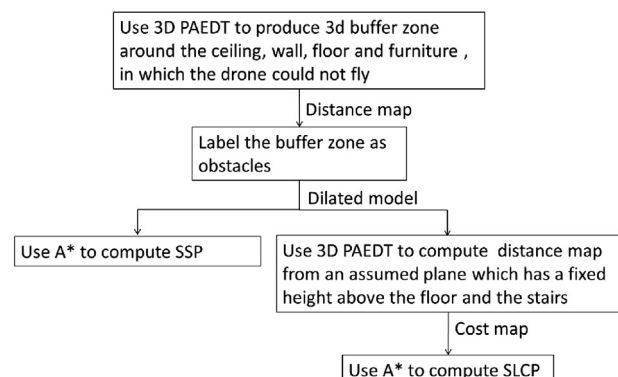 Use 3D PAEDT to produce 3d buffer zone
around the ceiling, wall, floor and furniture ,
in which the drone could not fly
Distance map
Label the buffer zone as
obstacles
Dilated model
Use A* to compute SSP
Use 3D PAEDT to compute distance map
from an assumed plane which has a fixed
height above the floor and the stairs
Cost map
Use A* to compute SLCP